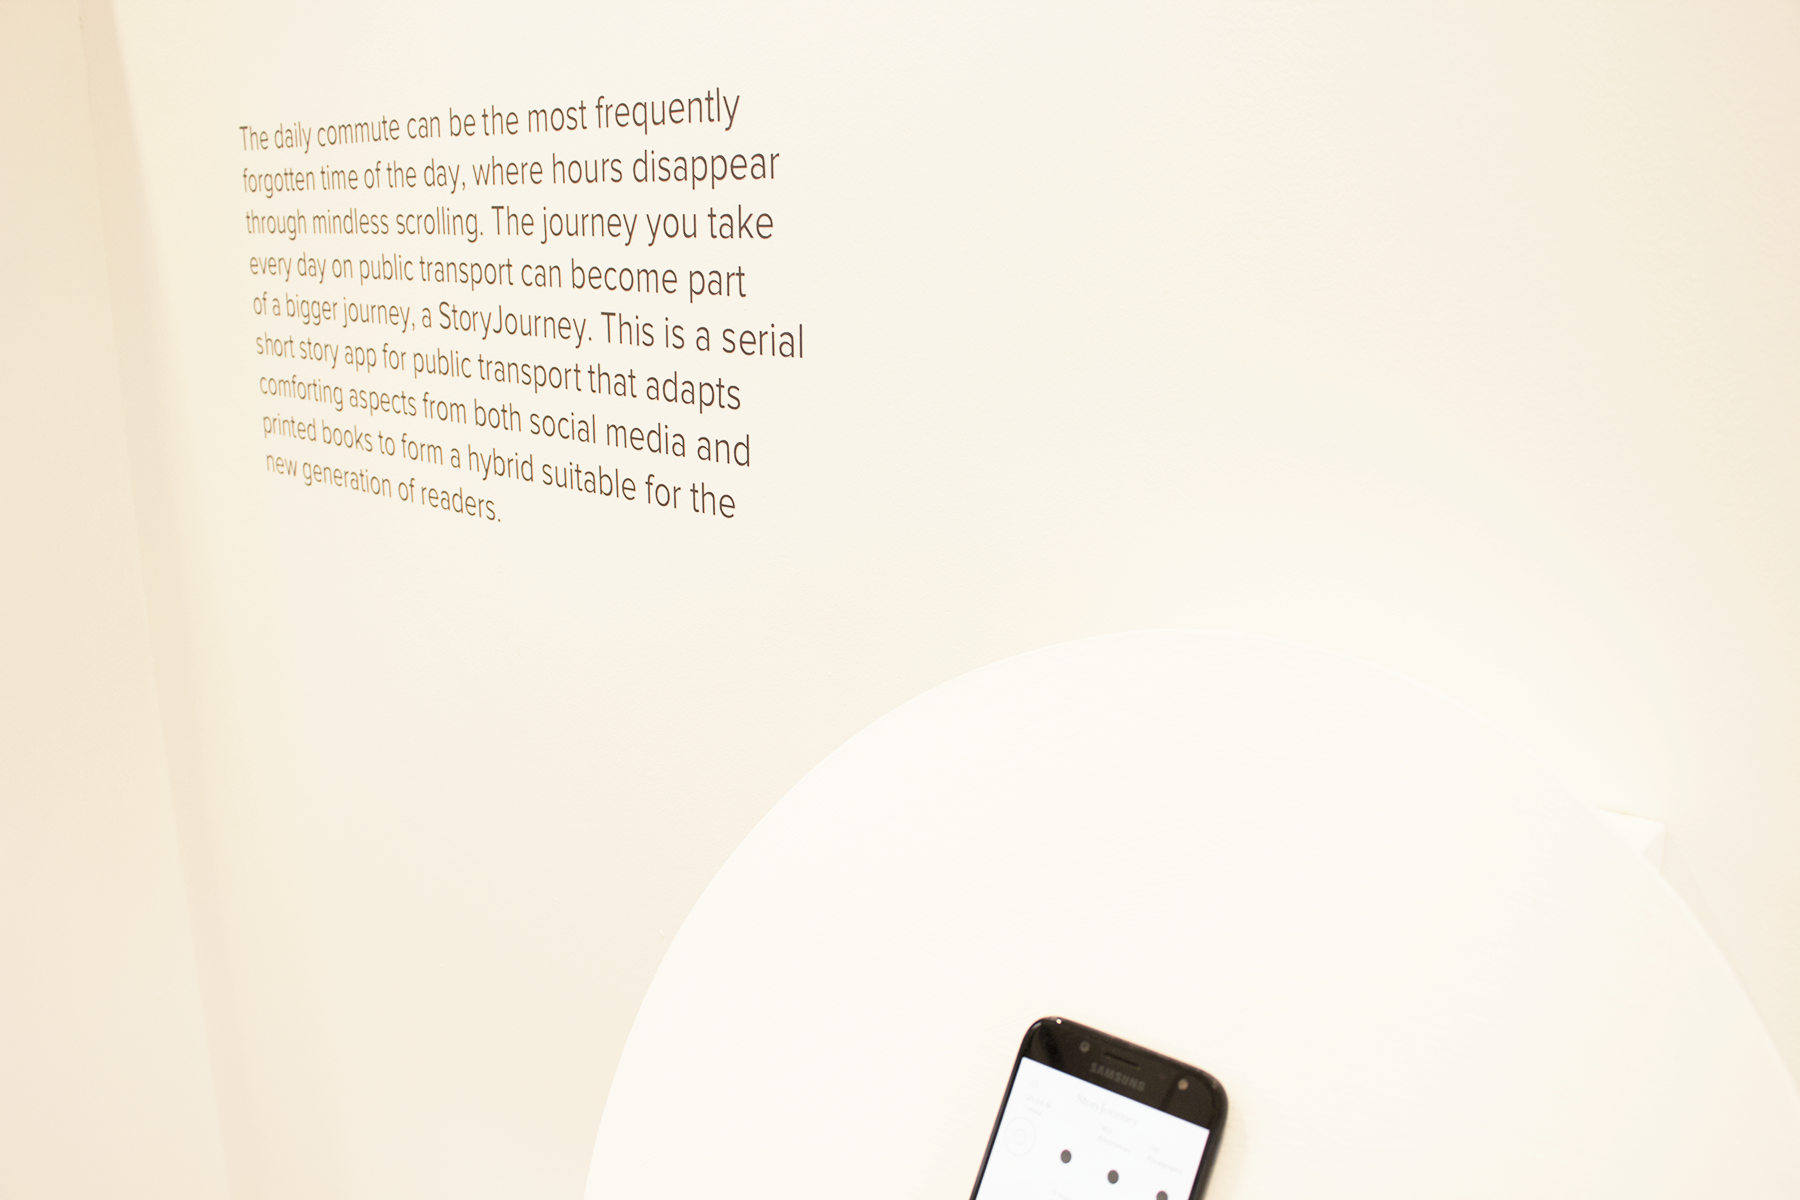 The daily commute can be the most frequently
forgotten time of the day, where hours disappear
through mindless scrolling. The journey you take
every day on public transport can become part
of a bigger journey, a StoryJourney. This is a serial
short story app for public transport that adapts
comforting aspects from both social media and
printed books to form a hybrid suitable for the
new generation of readers.
SAMSUNG
StoryJourney